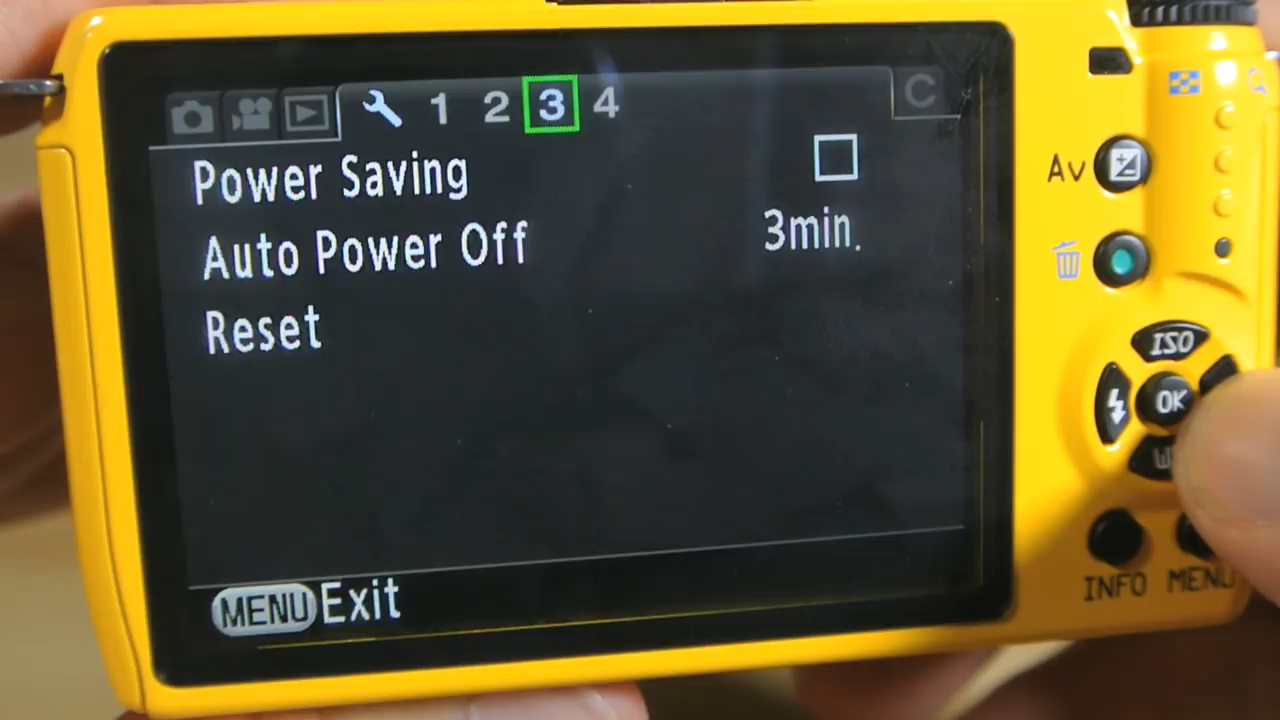 1 2 3 4 C
Power Saving
Auto Power Off 3min.
Reset
MENU Exit
Av
ISO
OK
INFO MENU